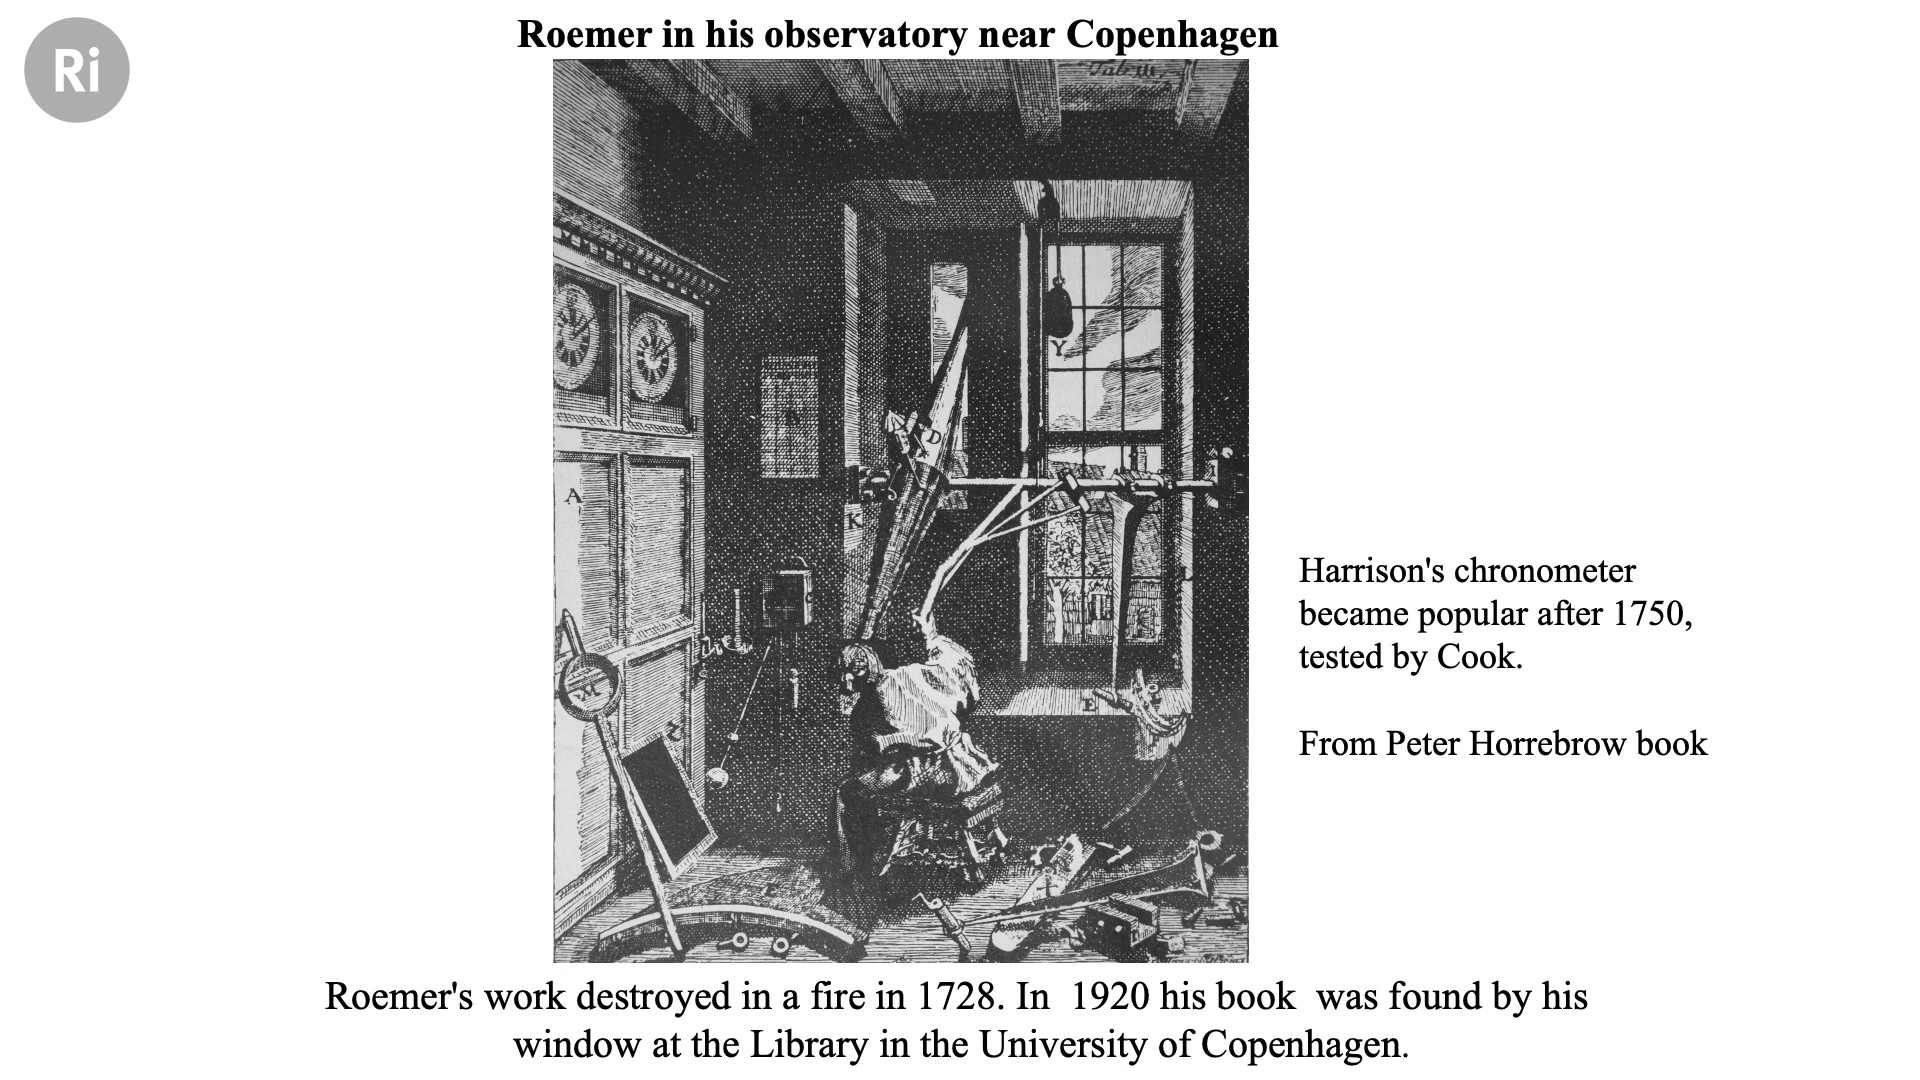 Ri
Roemer in his observatory near Copenhagen
Y
D
A
K
M
E
Harrison's chronometer
became popular after 1750,
tested by Cook.
From Peter Horrebrow book
Roemer's work destroyed in a fire in 1728. In  1920 his book  was found by his
window at the Library in the University of Copenhagen.